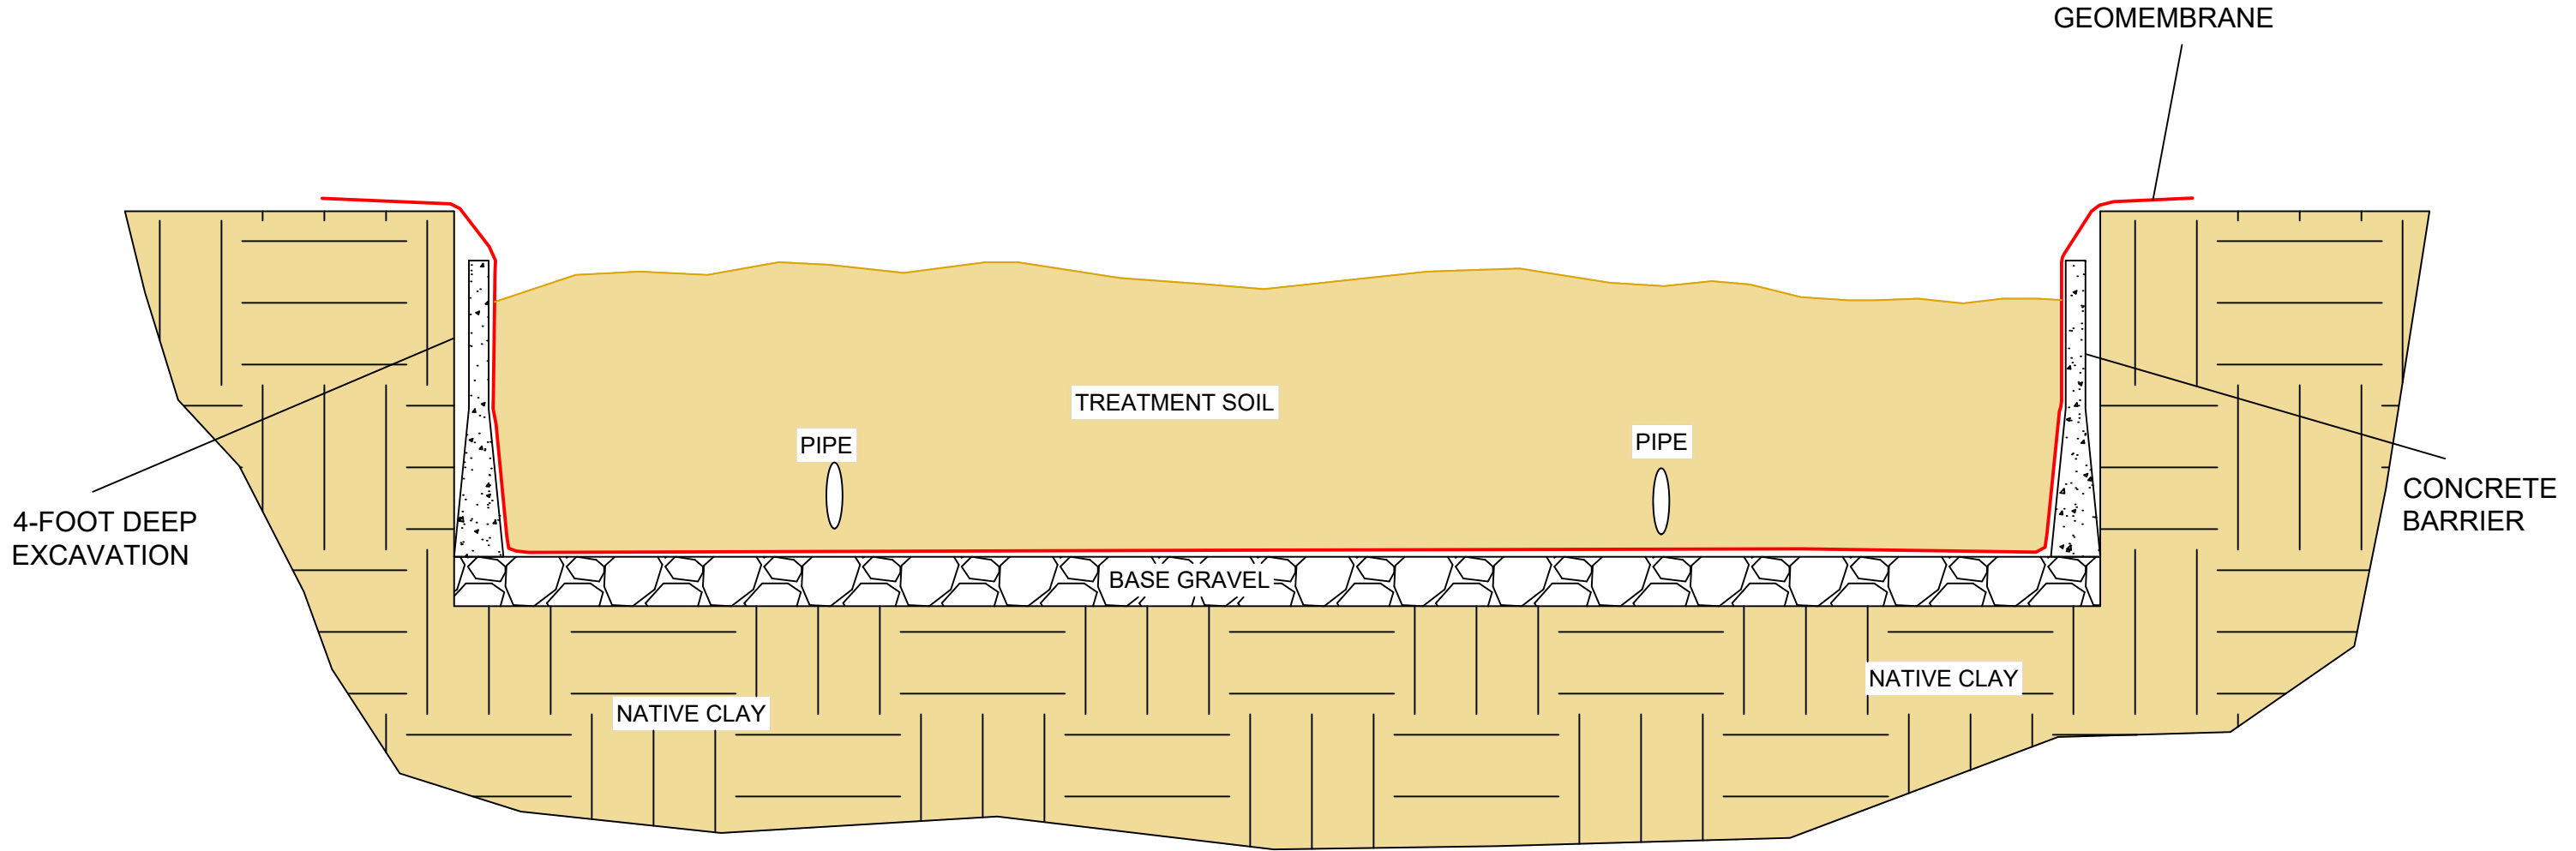 GEOMEMBRANE
TREATMENT SOIL
PIPE
PIPE
4-FOOT DEEP
EXCAVATION
CONCRETE
BARRIER
BASE GRAVEL
NATIVE CLAY
NATIVE CLAY